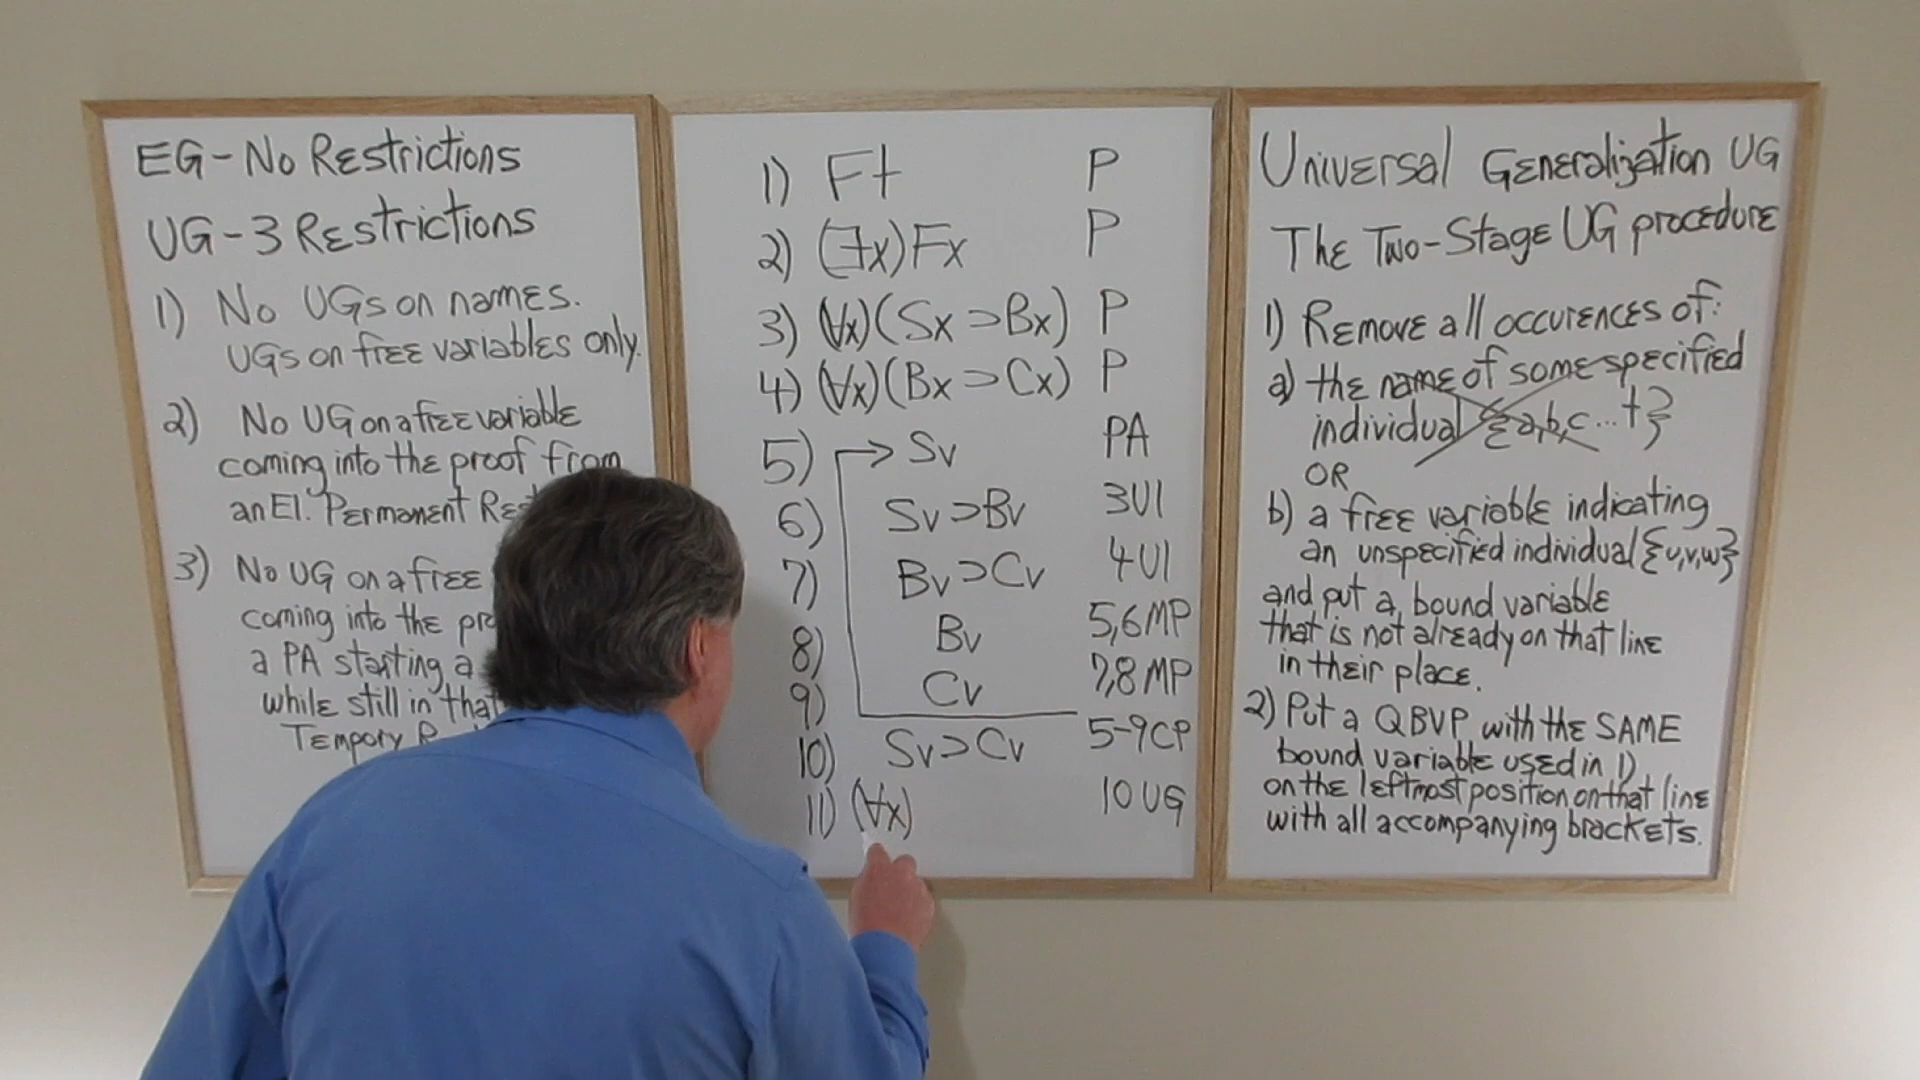 EG-No Restrictions
UG-3 Restrictions
1) No UGs on names.
UGs on free variables only.
2) No UG on a free variable
coming into the proof from
an EI. Permanent
3) No UG on a free
coming into the
a PA starting a
while still in that
Tempory
1) Ft P
2) (∃x)Fx P
3) (∀x)(Sx⊃Bx) P
4) (∀x)(Bx⊃Cx) P
5) Sv PA
6) Sv⊃Bv 3UI
7) Bv⊃Cv 4UI
8) Bv 5,6MP
9) Cv 7,8MP
10) Sv⊃Cv 5-9CP
11) (∀x) 10UG
Universal Generalization UG
The Two-Stage UG procedure
1) Remove all occurences of:
a) the name of some specified
individual {a,b,c...t}
OR
b) a free variable indicating
an unspecified individual {u,v,w}
and put a bound variable
that is not already on that line
in their place.
2) Put a QBVP with the SAME
bound variable used in 1)
on the leftmost position on that line
with all accompanying brackets.